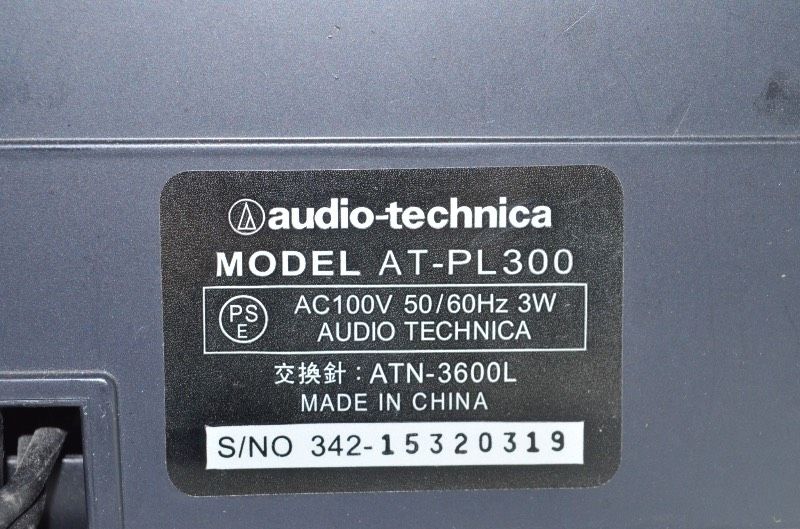 audio-technica
MODEL AT-PL300
PS
E
AC100V 50/60Hz 3W
AUDIO TECHNICA
交換針：ATN-3600L
MADE IN CHINA
S/NO 342-15320319